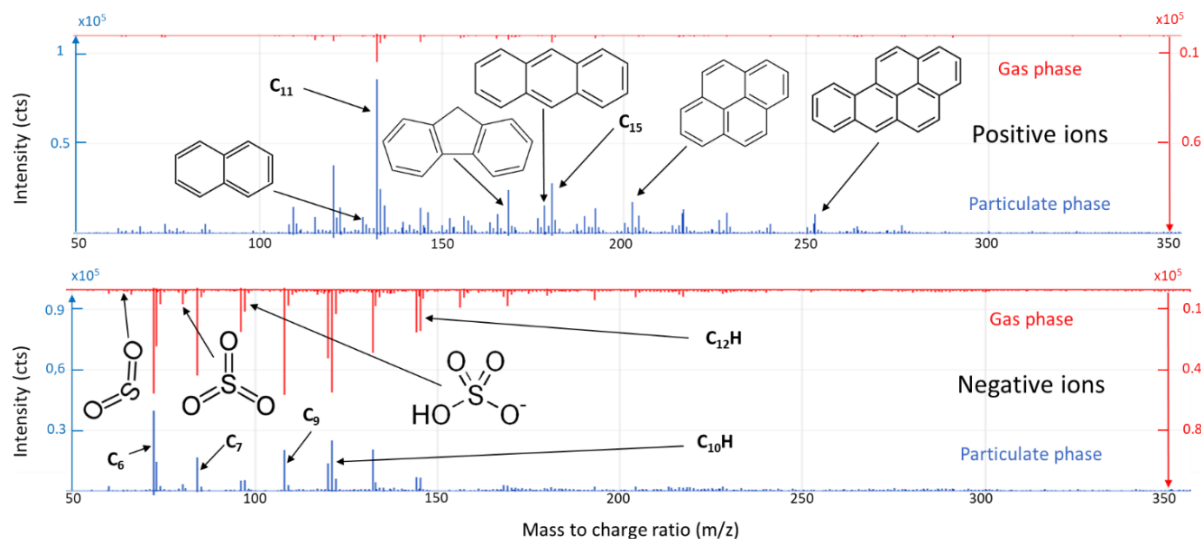 x10⁵ x10⁵
1 0.1
C₁₁ Gas phase
C₁₅
Intensity (cts) 0.5 Positive ions 0.6
Particulate phase
50 100 150 200 250 300 350
x10⁵ x10⁵
0.9 0.1
Gas phase
O C₁₂H
Intensity (cts) 0,6 O O O Negative ions 0.4
S S S
O O O HO O⁻
0.3 C₉ 0.8
C₆ C₇ C₁₀H Particulate phase
50 100 150 200 250 300 350
Mass to charge ratio (m/z)